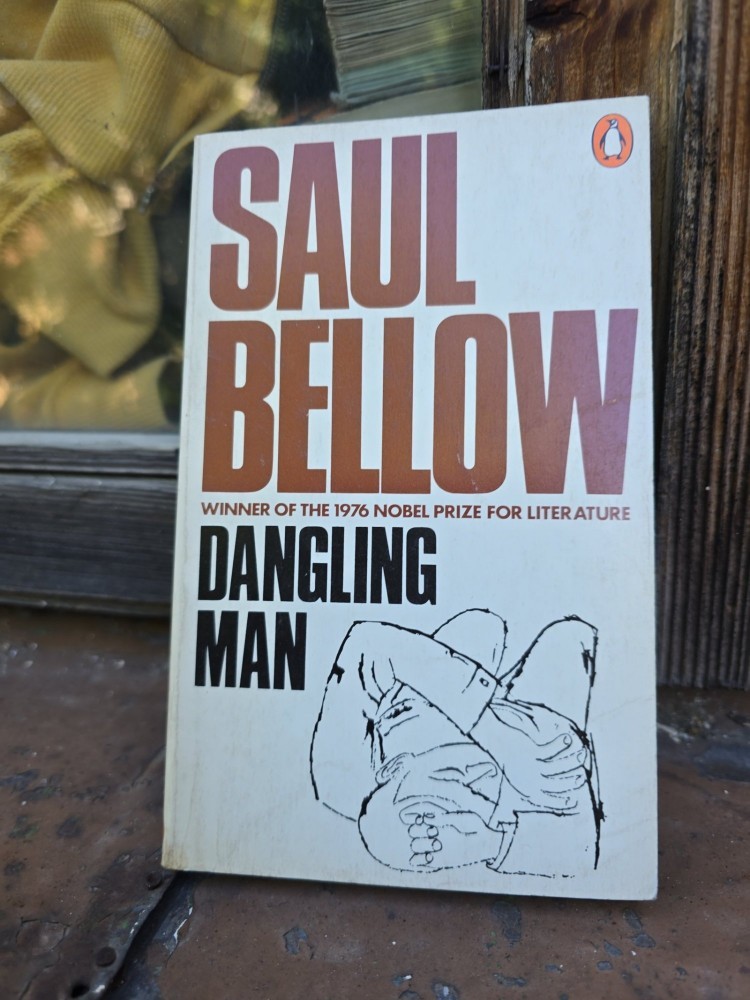 SAUL
BELLOW
WINNER OF THE 1976 NOBEL PRIZE FOR LITERATURE
DANGLING
MAN